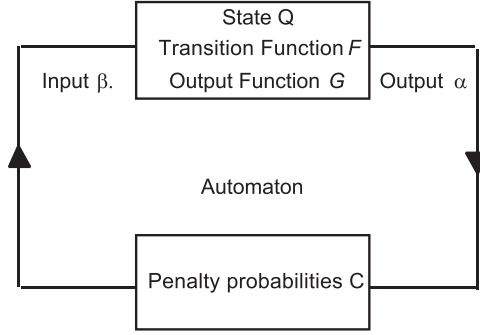 State Q
Transition Function F
Input β. Output Function G Output α
Automaton
Penalty probabilities C